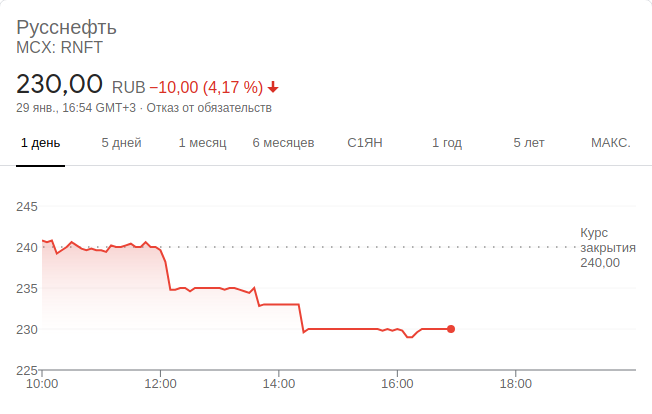 Русснефть
MCX: RNFT
230,00 RUB −10,00 (4,17 %)
29 янв., 16:54 GMT+3 · Отказ от обязательств
1 день 5 дней 1 месяц 6 месяцев С1ЯН 1 год 5 лет МАКС.
245
240
235
230
225
Курс
закрытия
240,00
10:00 12:00 14:00 16:00 18:00